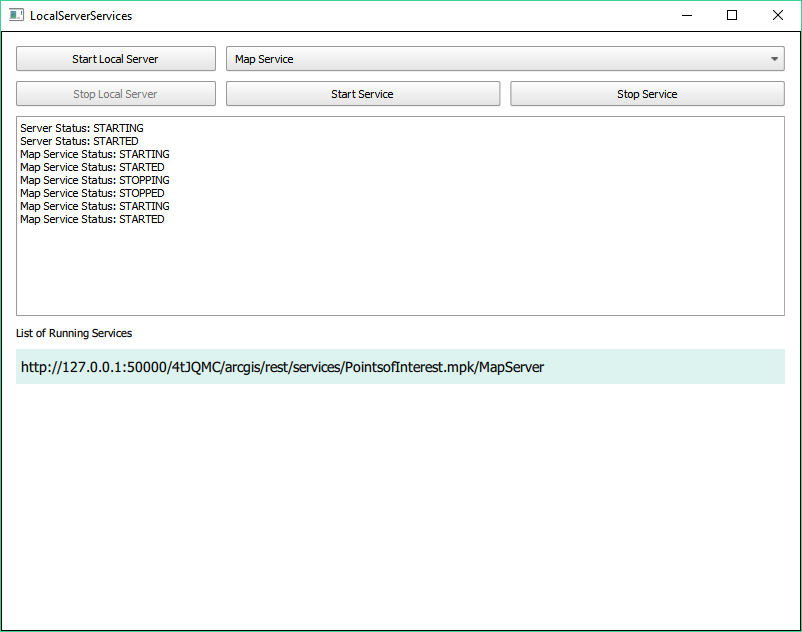 LocalServerServices
Start Local Server
Map Service
Stop Local Server
Start Service
Stop Service
Server Status: STARTING
Server Status: STARTED
Map Service Status: STARTING
Map Service Status: STARTED
Map Service Status: STOPPING
Map Service Status: STOPPED
Map Service Status: STARTING
Map Service Status: STARTED
List of Running Services
http://127.0.0.1:50000/4tJQMC/arcgis/rest/services/PointsofInterest.mpk/MapServer